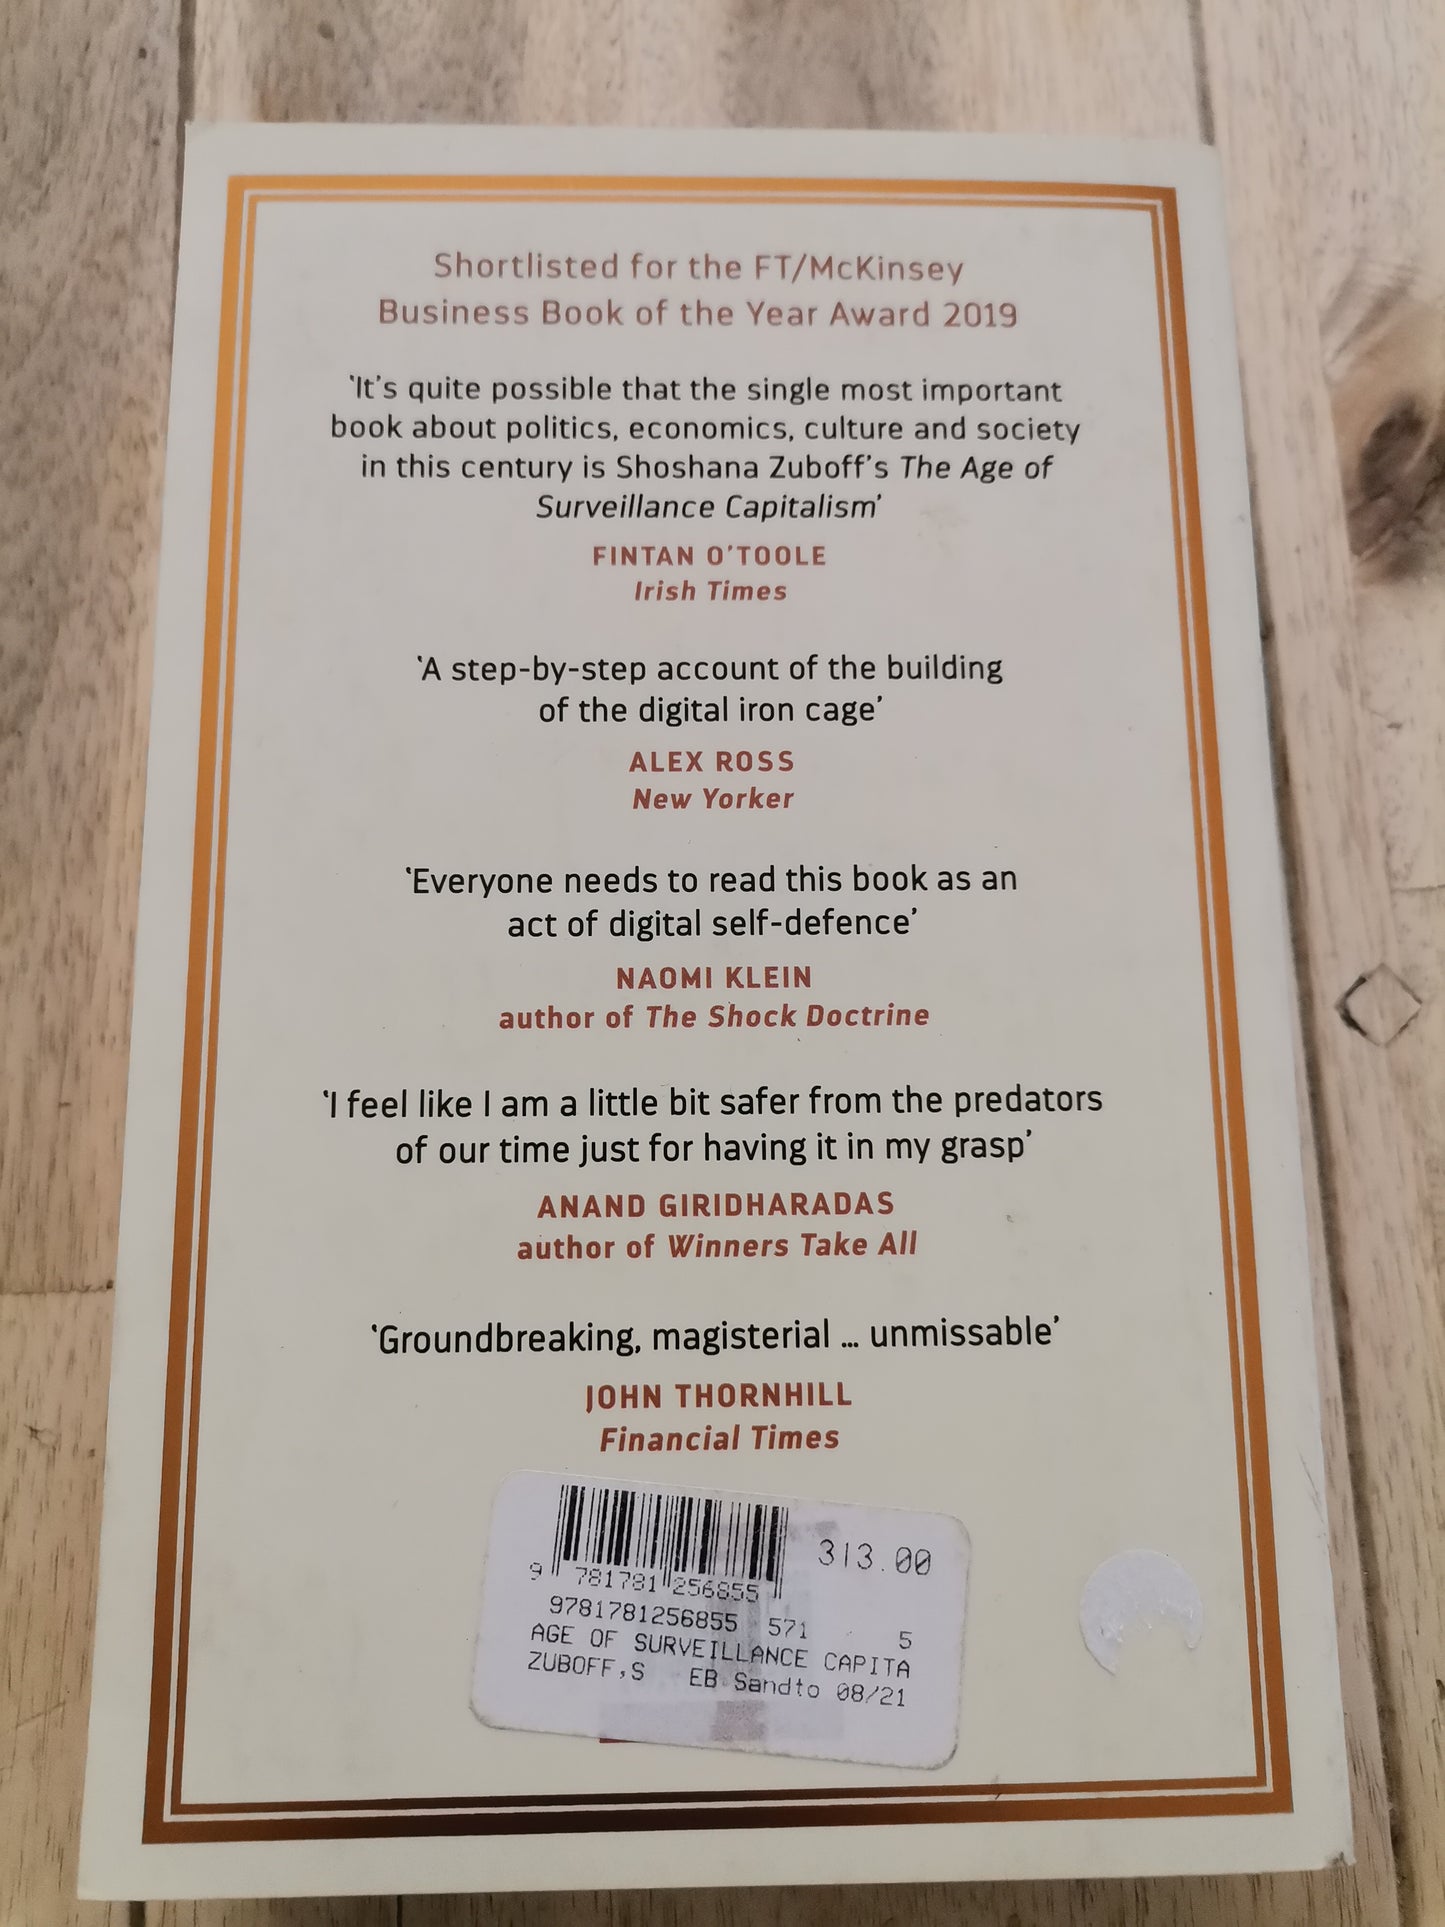 Shortlisted for the FT/McKinsey
Business Book of the Year Award 2019
‘It’s quite possible that the single most important
book about politics, economics, culture and society
in this century is Shoshana Zuboff’s The Age of
Surveillance Capitalism’
FINTAN O’TOOLE
Irish Times
‘A step-by-step account of the building
of the digital iron cage’
ALEX ROSS
New Yorker
‘Everyone needs to read this book as an
act of digital self-defence’
NAOMI KLEIN
author of The Shock Doctrine
‘I feel like I am a little bit safer from the predators
of our time just for having it in my grasp’
ANAND GIRIDHARADAS
author of Winners Take All
‘Groundbreaking, magisterial ... unmissable’
JOHN THORNHILL
Financial Times
313.00
9 781781 256855
9781781256855 571 5
AGE OF SURVEILLANCE CAPITA
ZUBOFF,S EB Sandto 08/21